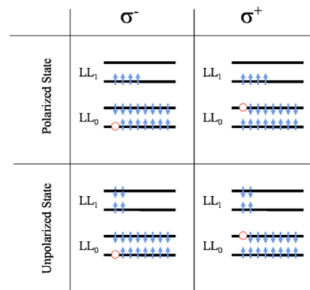 σ⁻ σ⁺
Polarized State
LL₁ LL₁
LL₀ LL₀
Unpolarized State
LL₁ LL₁
LL₀ LL₀